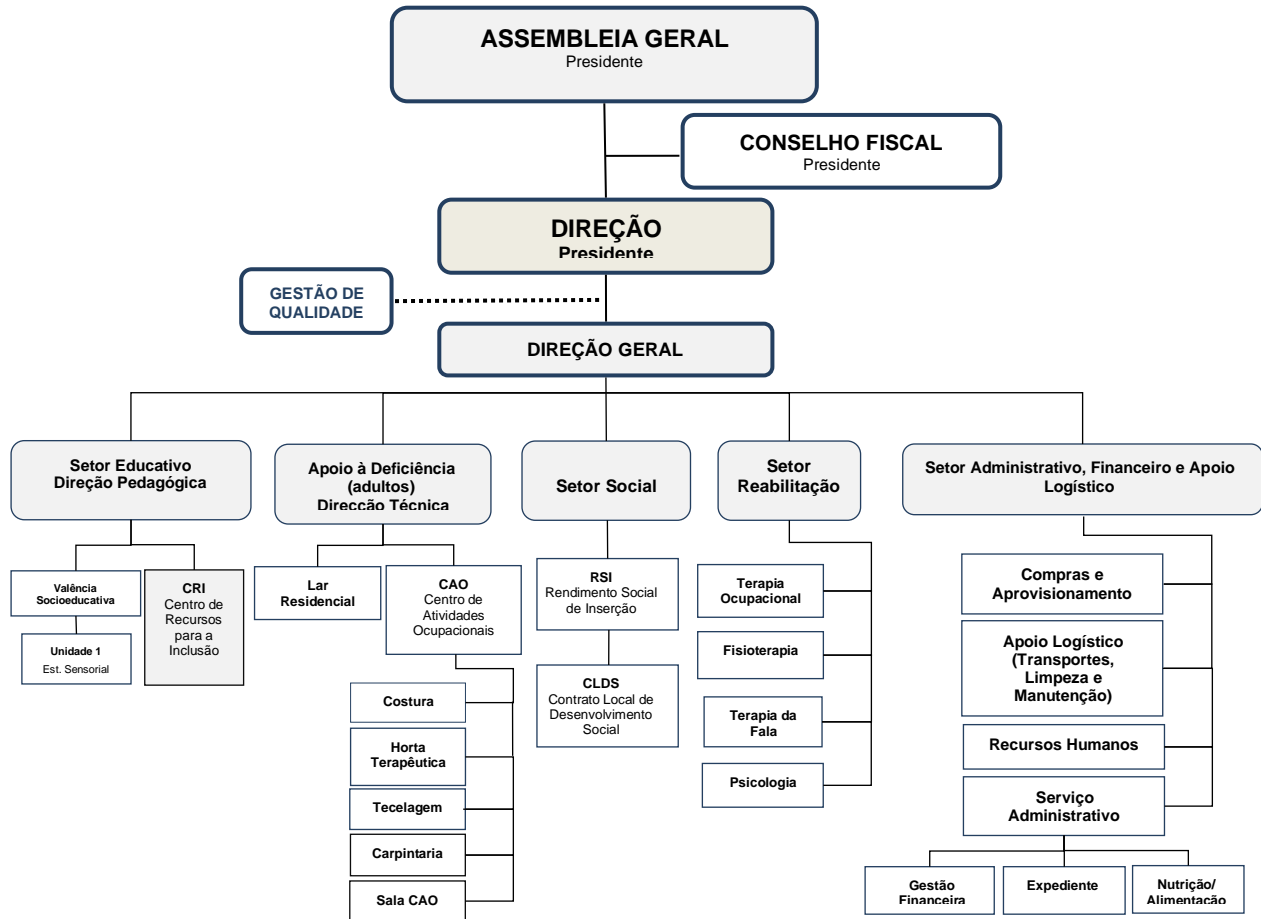 ASSEMBLEIA GERAL
Presidente
CONSELHO FISCAL
Presidente
DIREÇÃO
Presidente
GESTÃO DE
QUALIDADE
DIREÇÃO GERAL
Setor Educativo
Direção Pedagógica
Valência
Socioeducativa
Unidade 1
Est. Sensorial
CRI
Centro de
Recursos
para a
Inclusão
Apoio à Deficiência
(adultos)
Direcção Técnica
Lar
Residencial
CAO
Centro de
Atividades
Ocupacionais
Costura
Horta
Terapêutica
Tecelagem
Carpintaria
Sala CAO
Setor Social
RSI
Rendimento Social
de Inserção
CLDS
Contrato Local de
Desenvolvimento
Social
Setor
Reabilitação
Terapia
Ocupacional
Fisioterapia
Terapia da
Fala
Psicologia
Setor Administrativo, Financeiro e Apoio
Logístico
Compras e
Aprovisionamento
Apoio Logístico
(Transportes,
Limpeza e
Manutenção)
Recursos Humanos
Serviço
Administrativo
Gestão
Financeira
Expediente
Nutrição/
Alimentação